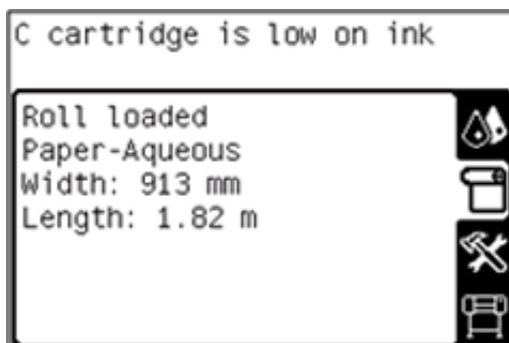 C cartridge is low on ink
Roll loaded
Paper-Aqueous
Width: 913 mm
Length: 1.82 m